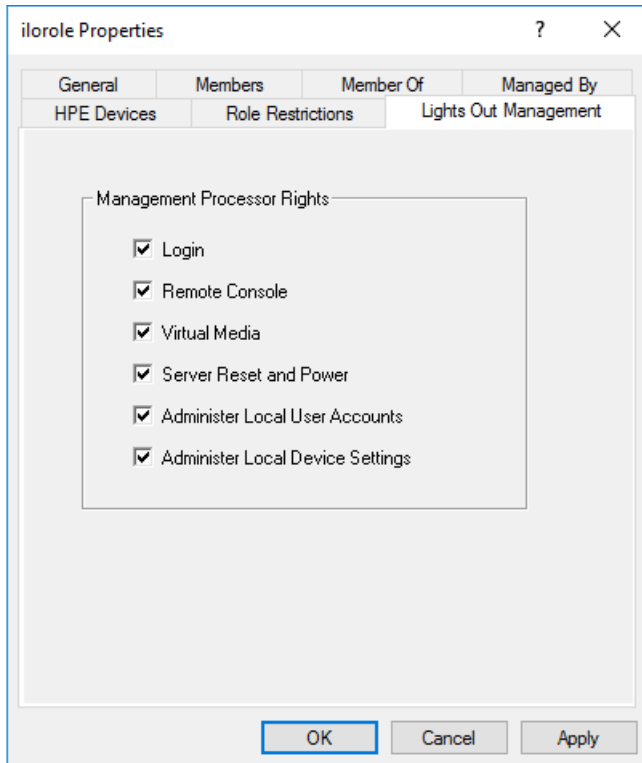 ilorole Properties
? ×
General Members Member Of Managed By
HPE Devices Role Restrictions Lights Out Management
Management Processor Rights
Login
Remote Console
Virtual Media
Server Reset and Power
Administer Local User Accounts
Administer Local Device Settings
OK Cancel Apply